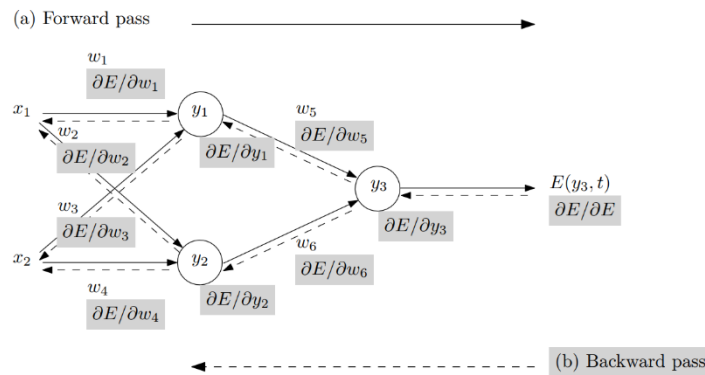 (a) Forward pass
w₁
∂E/∂w₁
x₁
y₁
w₅
∂E/∂w₅
w₂
∂E/∂w₂
∂E/∂y₁
y₃
E(y₃, t)
∂E/∂E
w₃
∂E/∂w₃
∂E/∂y₃
x₂
y₂
w₆
∂E/∂w₆
w₄
∂E/∂w₄
∂E/∂y₂
(b) Backward pass